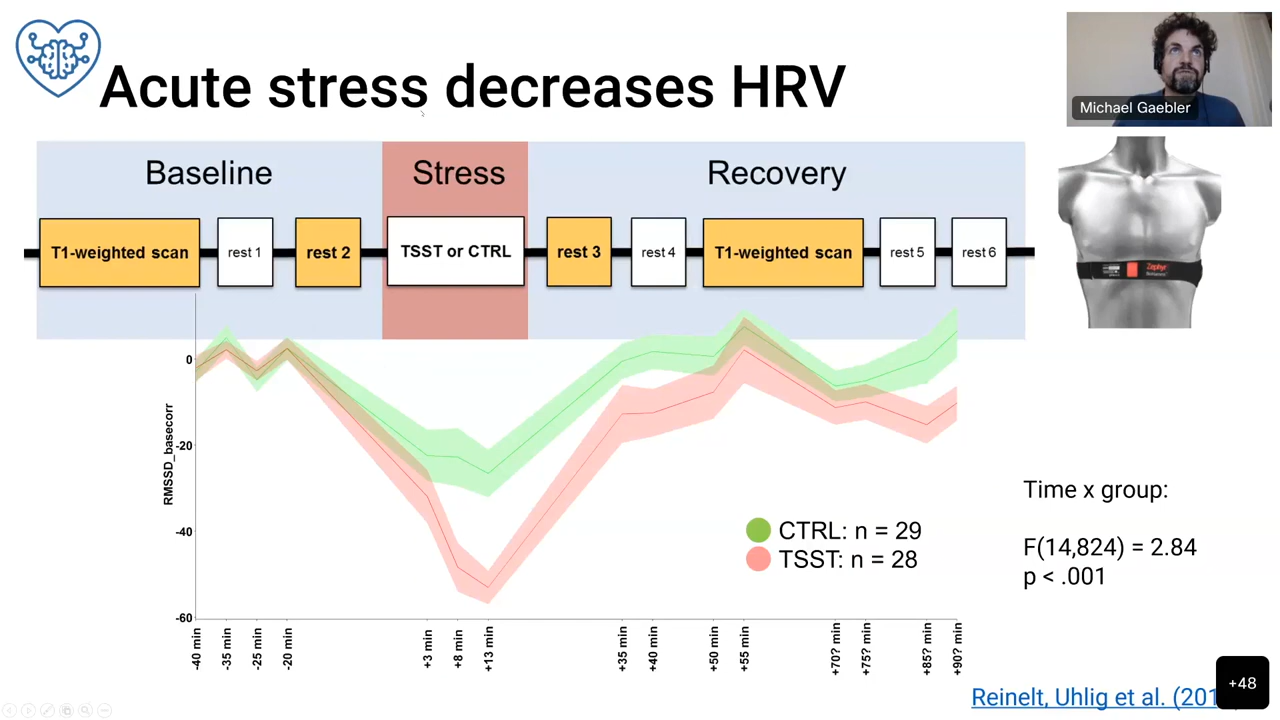 Acute stress decreases HRV
Michael Gaebler
Baseline
Stress
Recovery
T1-weighted scan
rest 1
rest 2
TSST or CTRL
rest 3
rest 4
T1-weighted scan
rest 5
rest 6
Zephyr
RMSSD_basecorr
0
-20
-40
-60
-40 min
-35 min
-25 min
-20 min
+3 min
+8 min
+13 min
+35 min
+40 min
+50 min
+55 min
+70? min
+75? min
+85? min
+90? min
CTRL: n = 29
TSST: n = 28
Time x group:
F(14,824) = 2.84
p < .001
Reinelt, Uhlig et al. (201
+48